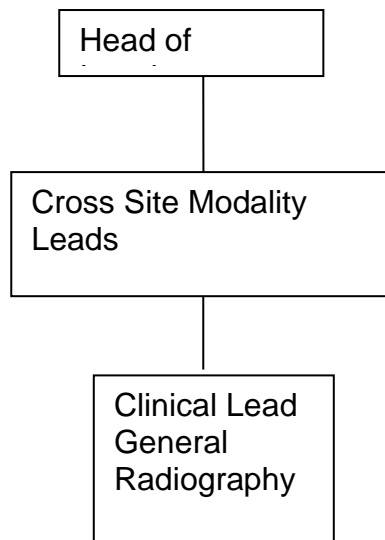 Head of
Cross Site Modality
Leads
Clinical Lead
General
Radiography